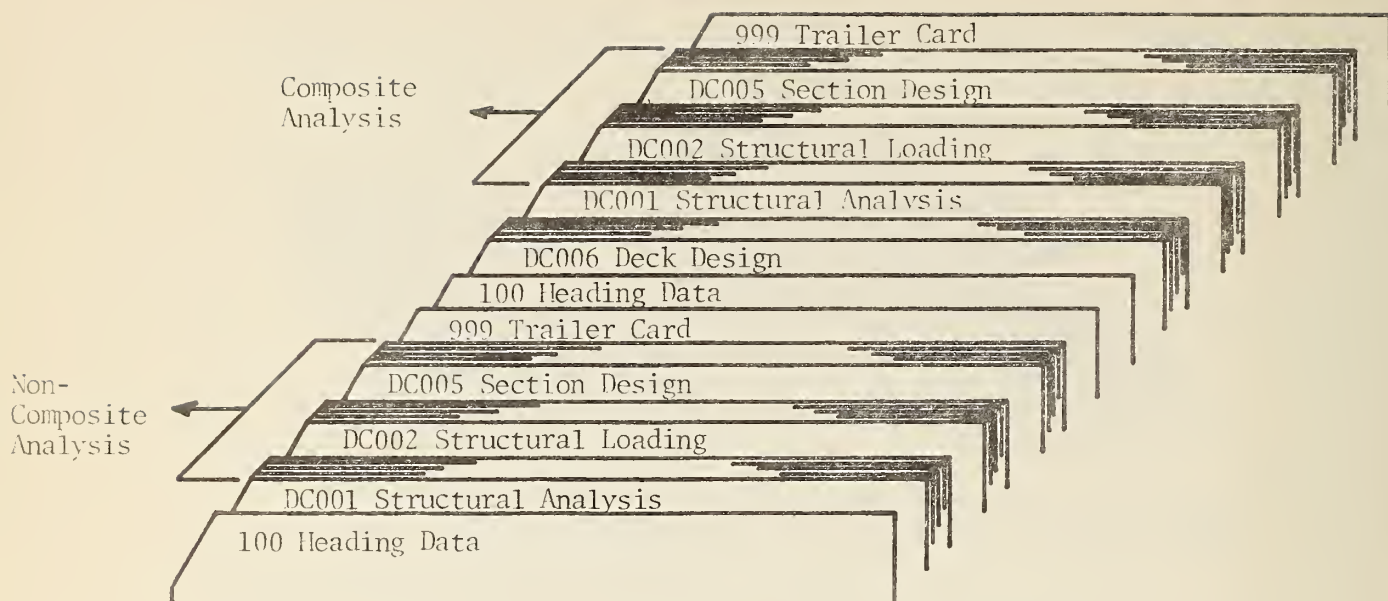 999 Trailer Card
Composite
Analysis
DC005 Section Design
DC002 Structural Loading
DC001 Structural Analysis
DC006 Deck Design
100 Heading Data
999 Trailer Card
Non-
Composite
Analysis
DC005 Section Design
DC002 Structural Loading
DC001 Structural Analysis
100 Heading Data